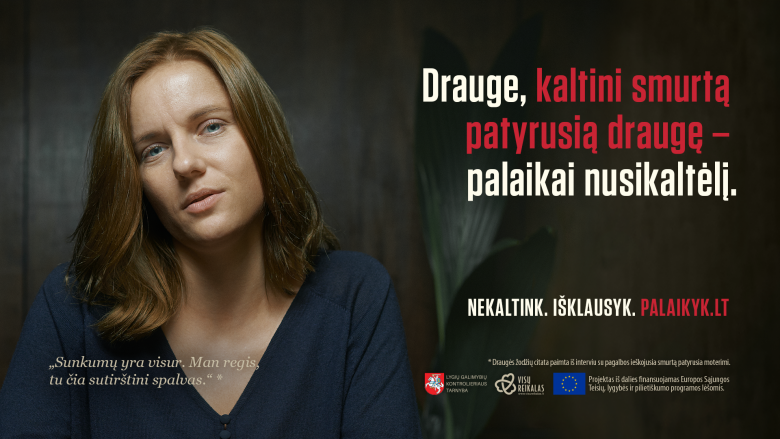 Drauge, kaltini smurtą
patyrusią draugę –
palaikai nusikaltėlį.
NEKALTINK. IŠKLAUSYK. PALAIKYK.LT
„Sunkumų yra visur. Man regis,
tu čia sutirštini spalvas.“ *
* Draugės žodžių citata paimta iš interviu su pagalbos ieškojusia smurtą patyrusia moterimi.
LYGIŲ GALIMYBIŲ
KONTROLIERIAUS
TARNYBA
VISŲ
REIKALAS
Projektas iš dalies finansuojamas Europos Sąjungos
Teisių, lygybės ir pilietiškumo programos lėšomis.